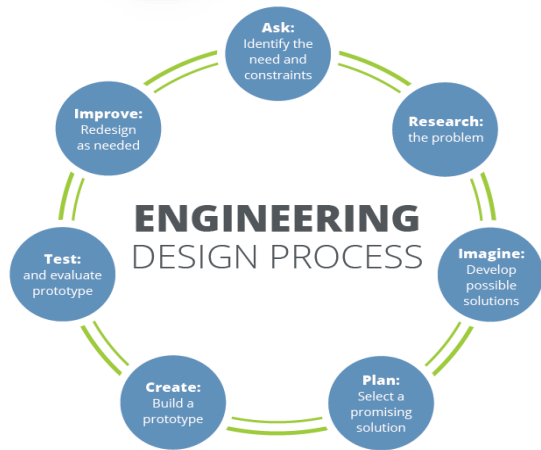 Ask:
Identify the
need and
constraints
Research:
the problem
Imagine:
Develop
possible
solutions
Plan:
Select a
promising
solution
Create:
Build a
prototype
Test:
and evaluate
prototype
Improve:
Redesign
as needed
ENGINEERING
DESIGN PROCESS